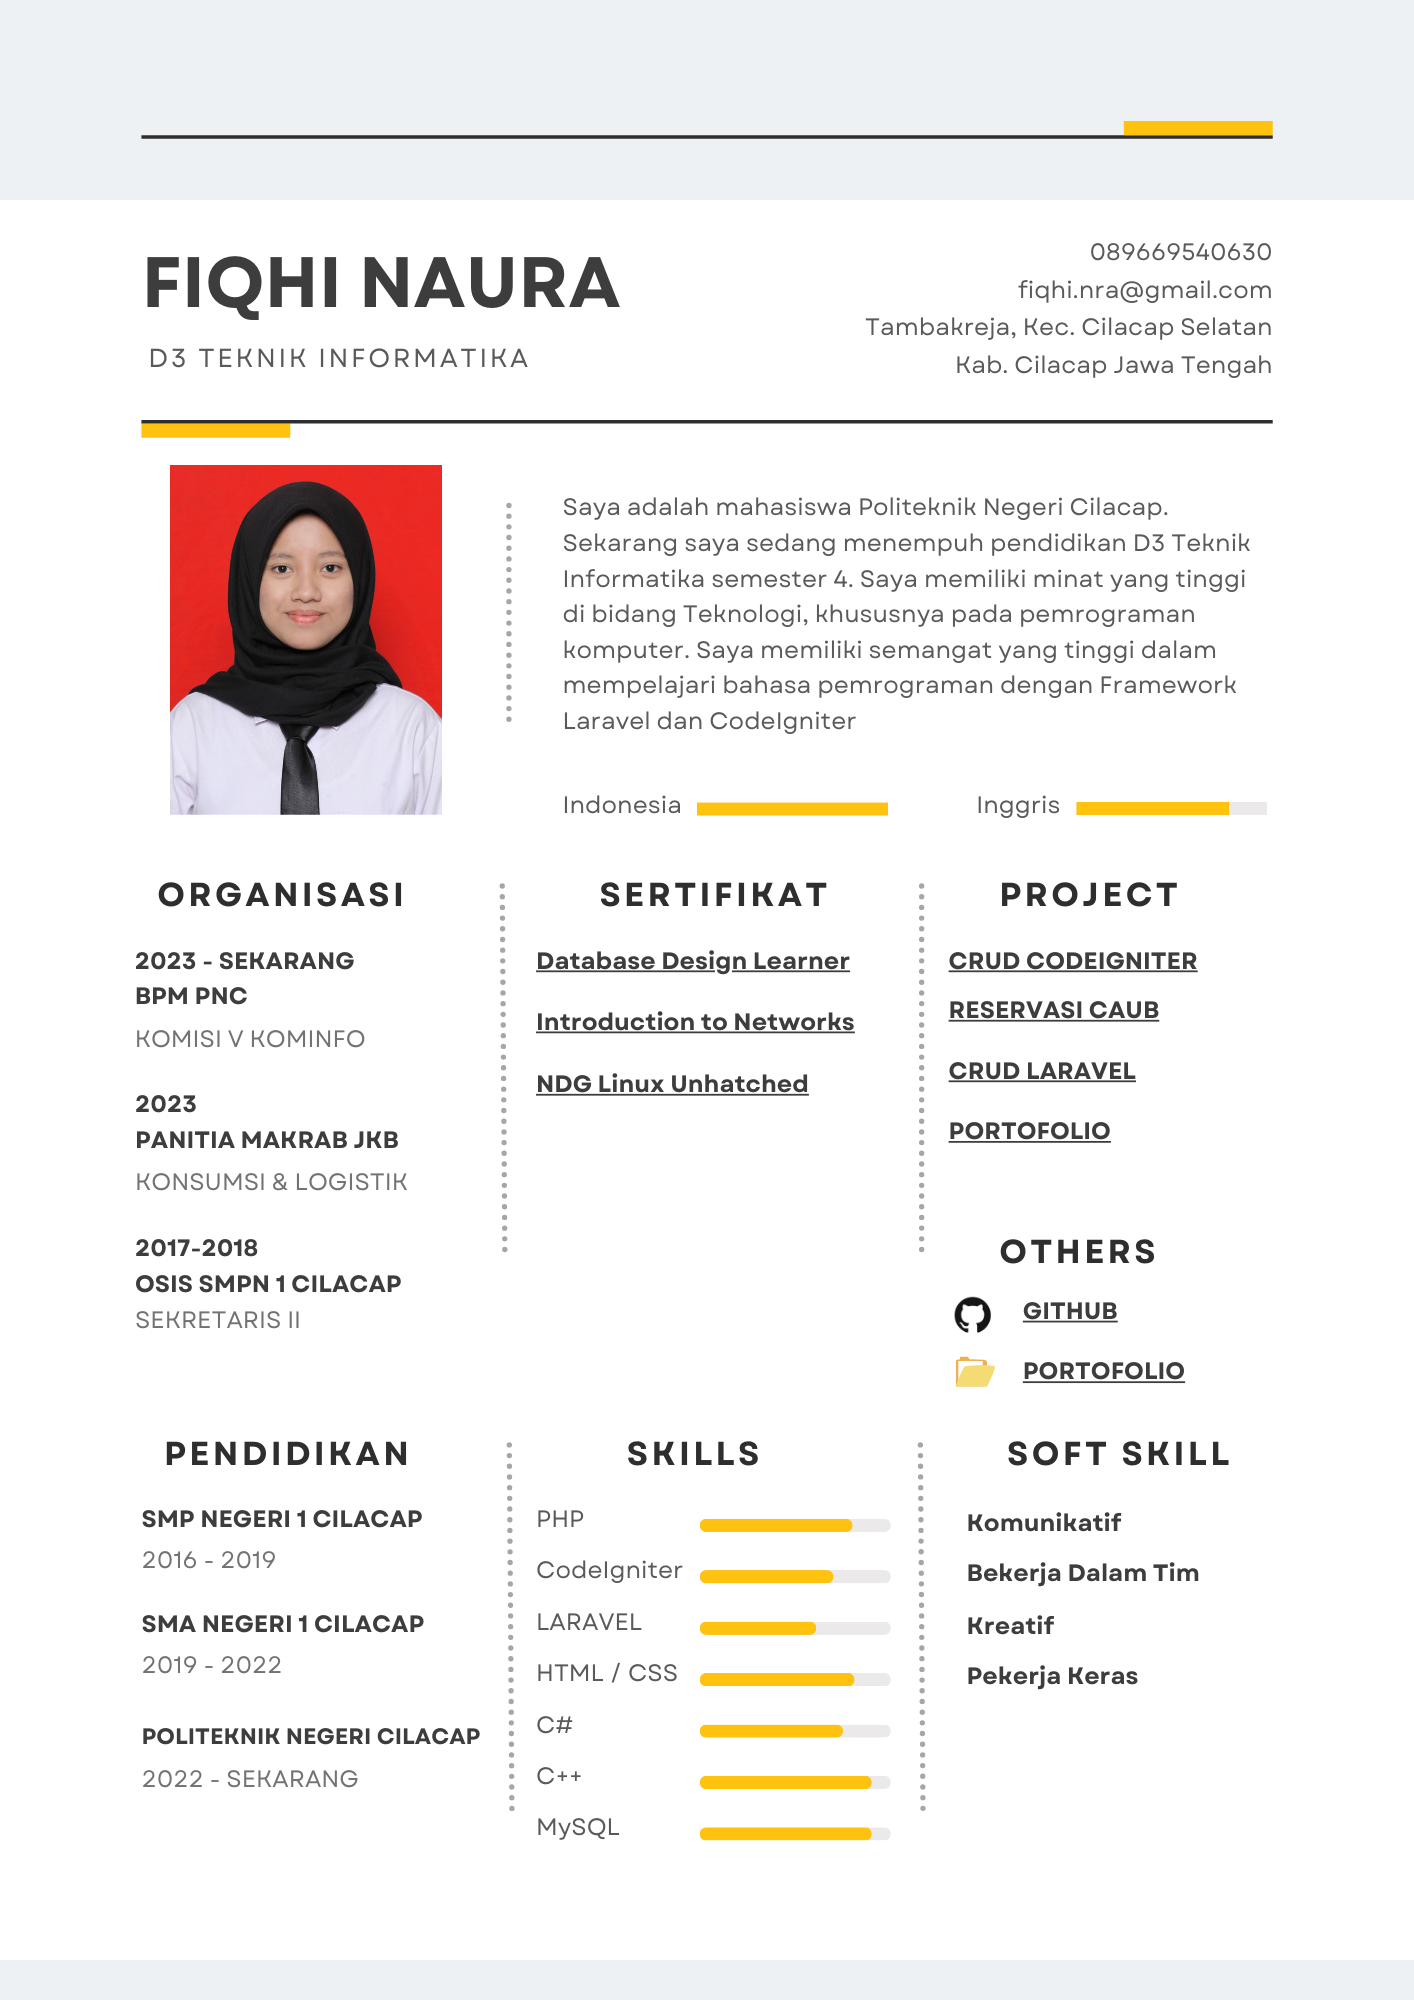 FIQHI NAURA
D3 TEKNIK INFORMATIKA
089669540630
fiqhi.nra@gmail.com
Tambakreja, Kec. Cilacap Selatan
Kab. Cilacap Jawa Tengah
Saya adalah mahasiswa Politeknik Negeri Cilacap.
Sekarang saya sedang menempuh pendidikan D3 Teknik
Informatika semester 4. Saya memiliki minat yang tinggi
di bidang Teknologi, khususnya pada pemrograman
komputer. Saya memiliki semangat yang tinggi dalam
mempelajari bahasa pemrograman dengan Framework
Laravel dan CodeIgniter
Indonesia
Inggris
ORGANISASI
2023 - SEKARANG
BPM PNC
KOMISI V KOMINFO
2023
PANITIA MAKRAB JKB
KONSUMSI & LOGISTIK
2017-2018
OSIS SMPN 1 CILACAP
SEKRETARIS II
SERTIFIKAT
Database Design Learner
Introduction to Networks
NDG Linux Unhatched
PROJECT
CRUD CODEIGNITER
RESERVASI CAUB
CRUD LARAVEL
PORTOFOLIO
OTHERS
GITHUB
PORTOFOLIO
PENDIDIKAN
SMP NEGERI 1 CILACAP
2016 - 2019
SMA NEGERI 1 CILACAP
2019 - 2022
POLITEKNIK NEGERI CILACAP
2022 - SEKARANG
SKILLS
PHP
CodeIgniter
LARAVEL
HTML / CSS
C#
C++
MySQL
SOFT SKILL
Komunikatif
Bekerja Dalam Tim
Kreatif
Pekerja Keras